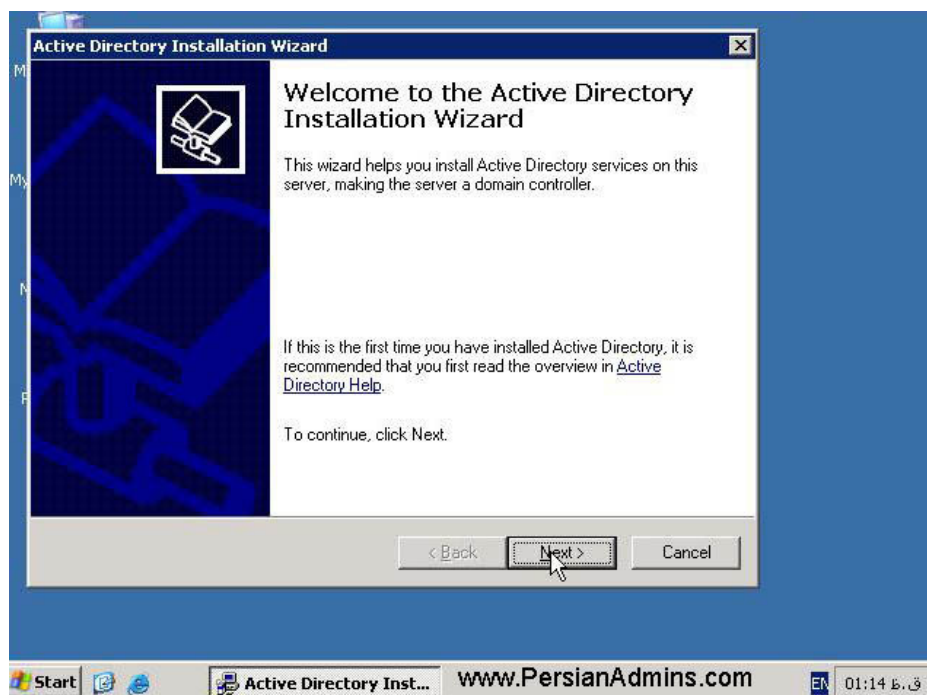 Active Directory Installation Wizard
Welcome to the Active Directory
Installation Wizard
This wizard helps you install Active Directory services on this
server, making the server a domain controller.
If this is the first time you have installed Active Directory, it is
recommended that you first read the overview in Active
Directory Help.
To continue, click Next.
< Back
Next >
Cancel
M
My
Start
Active Directory Inst...
www.PersianAdmins.com
EN
01:14 ق.ظ